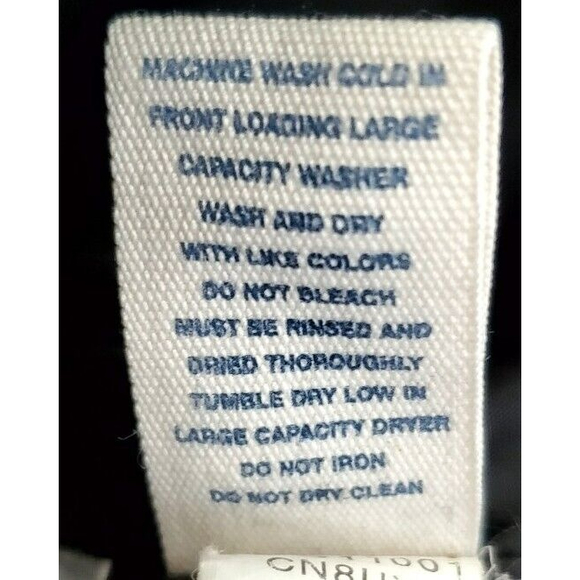 MACHINE WASH COLD IN
FRONT LOADING LARGE
CAPACITY WASHER
WASH AND DRY
WITH LIKE COLORS
DO NOT BLEACH
MUST BE RINSED AND
DRIED THOROUGHLY
TUMBLE DRY LOW IN
LARGE CAPACITY DRYER
DO NOT IRON
DO NOT DRY CLEAN